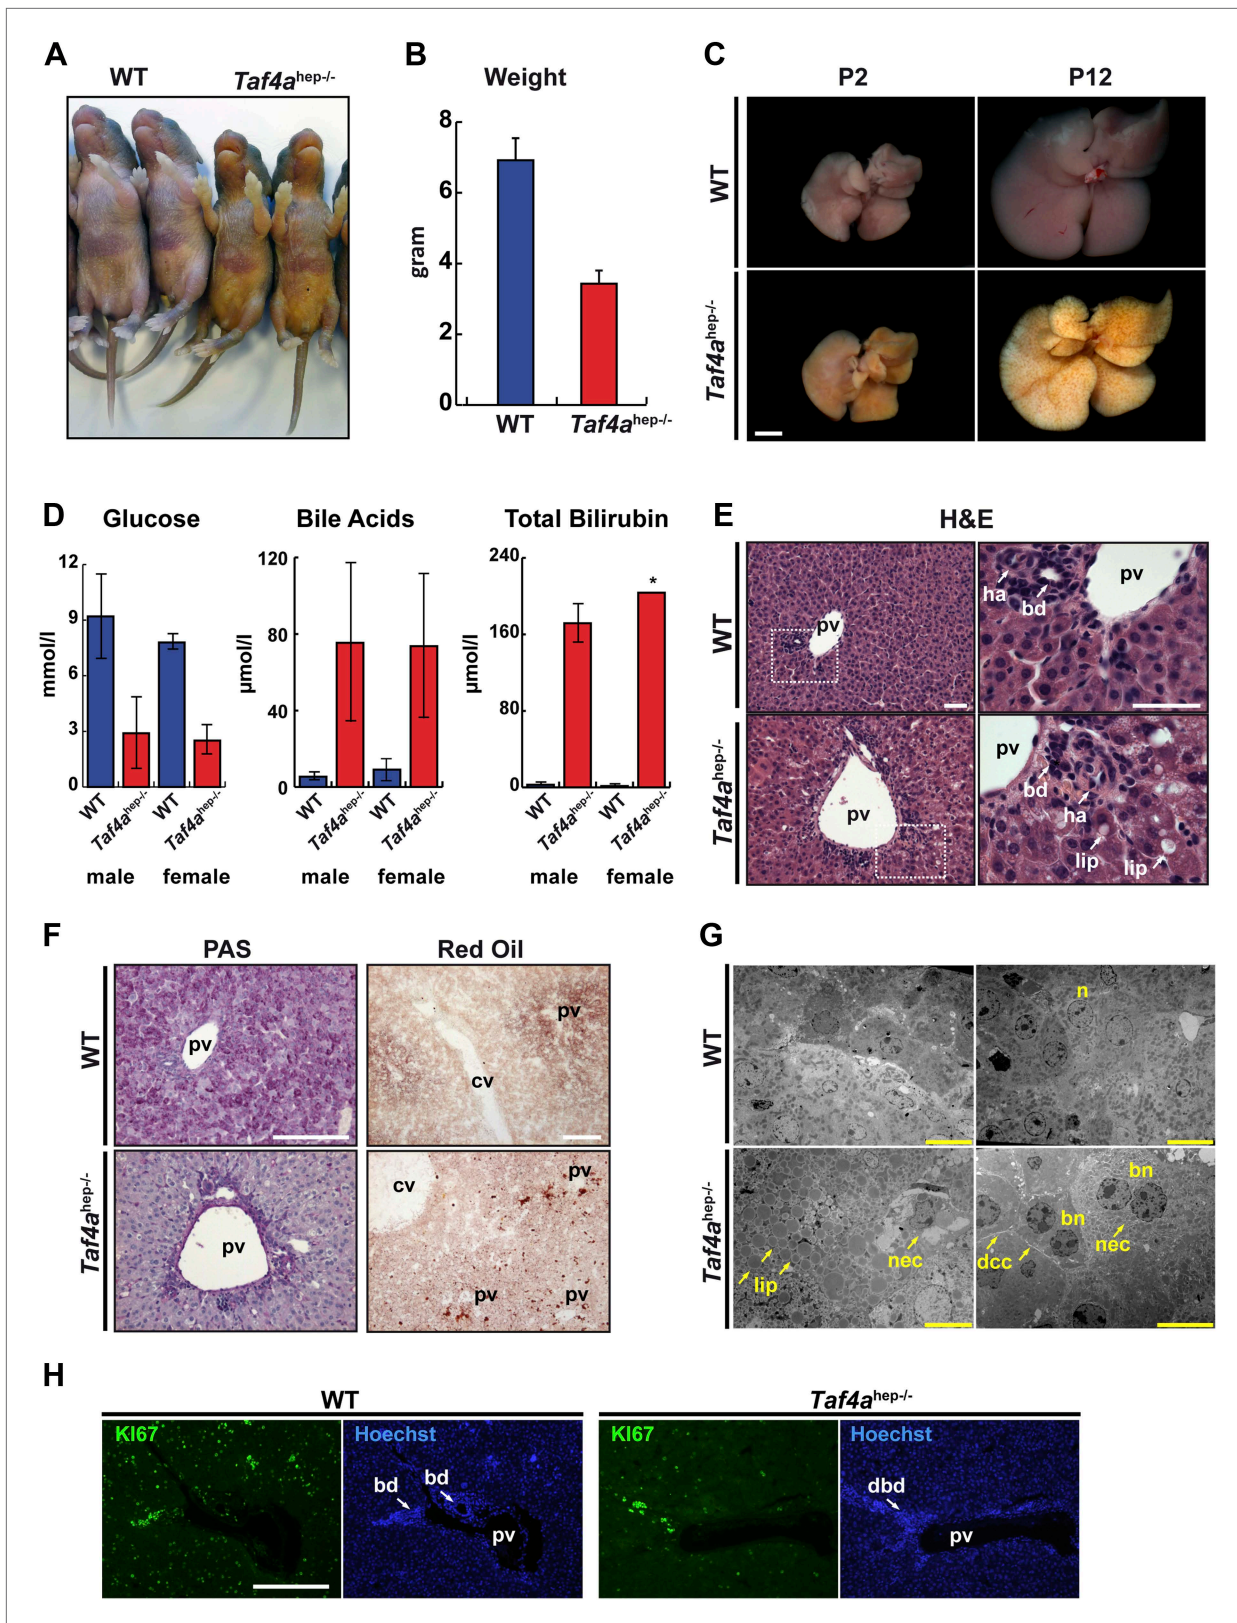 A
WT
Taf4a hep-/-
B
Weight
8
6
4
2
0
gram
WT
Taf4a hep-/-
C
P2
P12
WT
Taf4a hep-/-
D
Glucose
12
9
6
3
0
mmol/l
WT
Taf4a hep-/-
WT
Taf4a hep-/-
male
female
Bile Acids
120
80
40
0
µmol/l
WT
Taf4a hep-/-
WT
Taf4a hep-/-
male
female
Total Bilirubin
240
160
80
0
µmol/l
*
WT
Taf4a hep-/-
WT
Taf4a hep-/-
male
female
E
H&E
WT
pv
ha
bd
pv
Taf4a hep-/-
pv
pv
bd
ha
lip
lip
F
PAS
Red Oil
WT
pv
pv
cv
Taf4a hep-/-
pv
cv
pv
pv
pv
G
WT
n
Taf4a hep-/-
lip
nec
bn
bn
nec
dcc
H
WT
Taf4a hep-/-
KI67
Hoechst
bd
bd
pv
KI67
Hoechst
dbd
pv